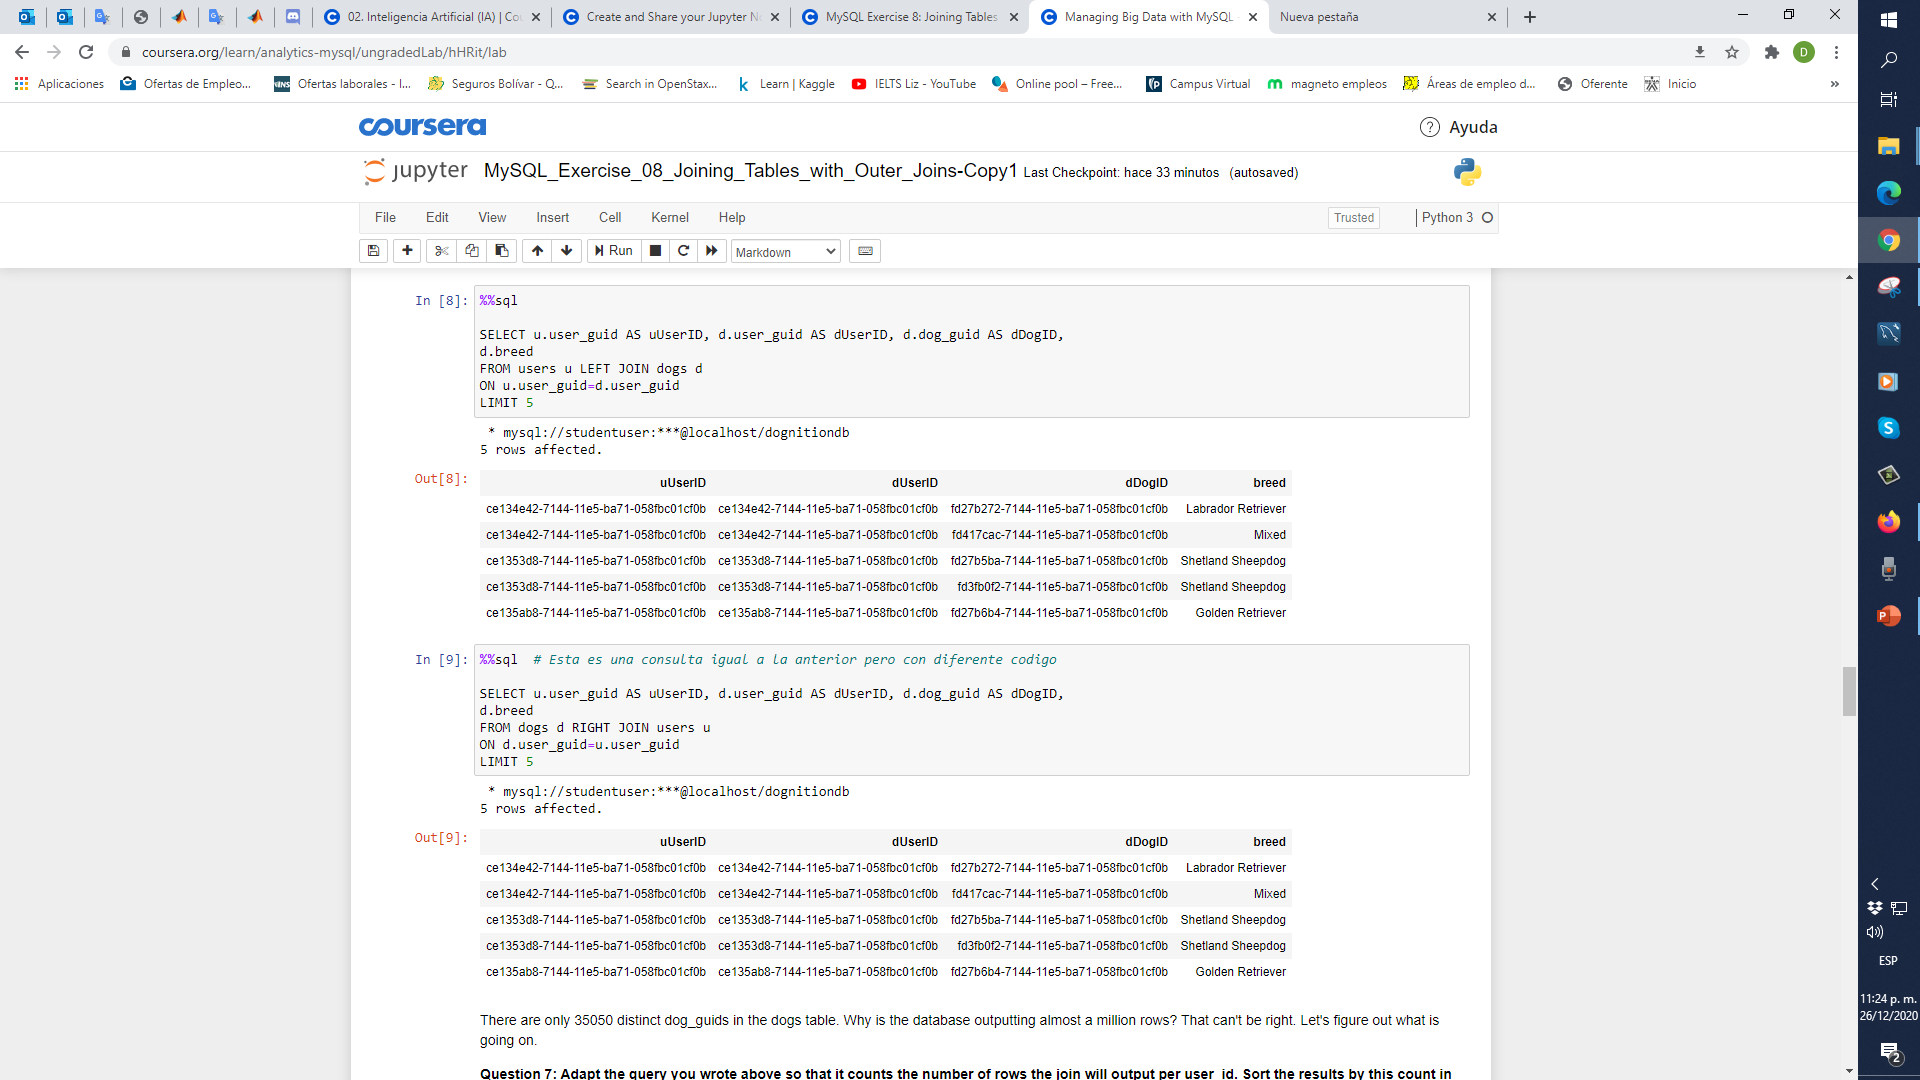 02. Inteligencia Artificial (IA) | Co
Create and Share your Jupyter N
MySQL Exercise 8: Joining Tables
Managing Big Data with MySQL -
Nueva pestaña
coursera.org/learn/analytics-mysql/ungradedLab/hHRit/lab
D
Aplicaciones
Ofertas de Empleo...
Ofertas laborales - I...
Seguros Bolívar - Q...
Search in OpenStax...
Learn | Kaggle
IELTS Liz - YouTube
Online pool – Free...
Campus Virtual
magneto empleos
Áreas de empleo d...
Oferente
Inicio
»
coursera
Ayuda
jupyter MySQL_Exercise_08_Joining_Tables_with_Outer_Joins-Copy1 Last Checkpoint: hace 33 minutos (autosaved)
File Edit View Insert Cell Kernel Help
Trusted
Python 3
Run
Markdown
In [8]: %%sql
SELECT u.user_guid AS uUserID, d.user_guid AS dUserID, d.dog_guid AS dDogID,
d.breed
FROM users u LEFT JOIN dogs d
ON u.user_guid=d.user_guid
LIMIT 5
* mysql://studentuser:***@localhost/dognitiondb
5 rows affected.
Out[8]:
uUserID dUserID dDogID breed
ce134e42-7144-11e5-ba71-058fbc01cf0b ce134e42-7144-11e5-ba71-058fbc01cf0b fd27b272-7144-11e5-ba71-058fbc01cf0b Labrador Retriever
ce134e42-7144-11e5-ba71-058fbc01cf0b ce134e42-7144-11e5-ba71-058fbc01cf0b fd417cac-7144-11e5-ba71-058fbc01cf0b Mixed
ce1353d8-7144-11e5-ba71-058fbc01cf0b ce1353d8-7144-11e5-ba71-058fbc01cf0b fd27b5ba-7144-11e5-ba71-058fbc01cf0b Shetland Sheepdog
ce1353d8-7144-11e5-ba71-058fbc01cf0b ce1353d8-7144-11e5-ba71-058fbc01cf0b fd3fb0f2-7144-11e5-ba71-058fbc01cf0b Shetland Sheepdog
ce135ab8-7144-11e5-ba71-058fbc01cf0b ce135ab8-7144-11e5-ba71-058fbc01cf0b fd27b6b4-7144-11e5-ba71-058fbc01cf0b Golden Retriever
In [9]: %%sql # Esta es una consulta igual a la anterior pero con diferente codigo
SELECT u.user_guid AS uUserID, d.user_guid AS dUserID, d.dog_guid AS dDogID,
d.breed
FROM dogs d RIGHT JOIN users u
ON d.user_guid=u.user_guid
LIMIT 5
* mysql://studentuser:***@localhost/dognitiondb
5 rows affected.
Out[9]:
uUserID dUserID dDogID breed
ce134e42-7144-11e5-ba71-058fbc01cf0b ce134e42-7144-11e5-ba71-058fbc01cf0b fd27b272-7144-11e5-ba71-058fbc01cf0b Labrador Retriever
ce134e42-7144-11e5-ba71-058fbc01cf0b ce134e42-7144-11e5-ba71-058fbc01cf0b fd417cac-7144-11e5-ba71-058fbc01cf0b Mixed
ce1353d8-7144-11e5-ba71-058fbc01cf0b ce1353d8-7144-11e5-ba71-058fbc01cf0b fd27b5ba-7144-11e5-ba71-058fbc01cf0b Shetland Sheepdog
ce1353d8-7144-11e5-ba71-058fbc01cf0b ce1353d8-7144-11e5-ba71-058fbc01cf0b fd3fb0f2-7144-11e5-ba71-058fbc01cf0b Shetland Sheepdog
ce135ab8-7144-11e5-ba71-058fbc01cf0b ce135ab8-7144-11e5-ba71-058fbc01cf0b fd27b6b4-7144-11e5-ba71-058fbc01cf0b Golden Retriever
There are only 35050 distinct dog_guids in the dogs table. Why is the database outputting almost a million rows? That can't be right. Let's figure out what is
going on.
Question 7: Adapt the query you wrote above so that it counts the number of rows the join will output per user_id. Sort the results by this count in
ESP
11:24 p. m.
26/12/2020
2